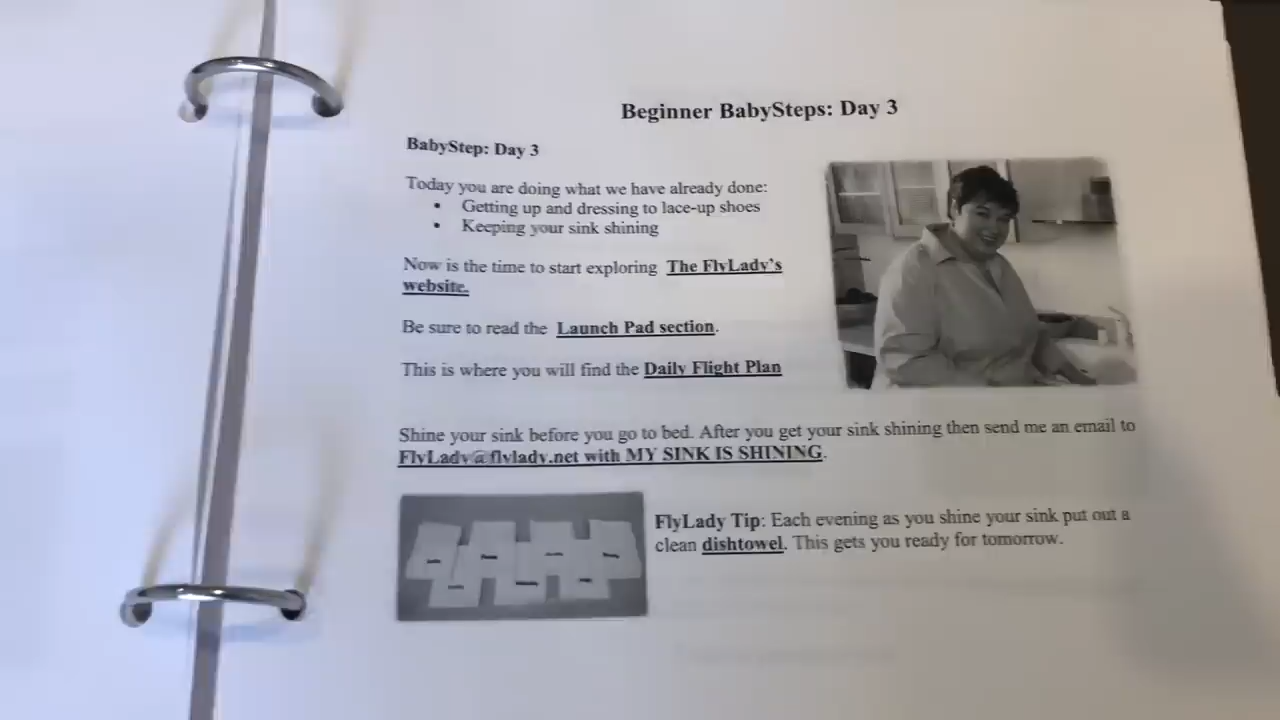 Beginner BabySteps: Day 3
BabyStep: Day 3
Today you are doing what we have already done:
• Getting up and dressing to lace-up shoes
• Keeping your sink shining
Now is the time to start exploring The FlyLady's
website.
Be sure to read the Launch Pad section.
This is where you will find the Daily Flight Plan
Shine your sink before you go to bed. After you get your sink shining then send me an email to
FlyLady@flylady.net with MY SINK IS SHINING.
FlyLady Tip: Each evening as you shine your sink put out a
clean dishtowel. This gets you ready for tomorrow.